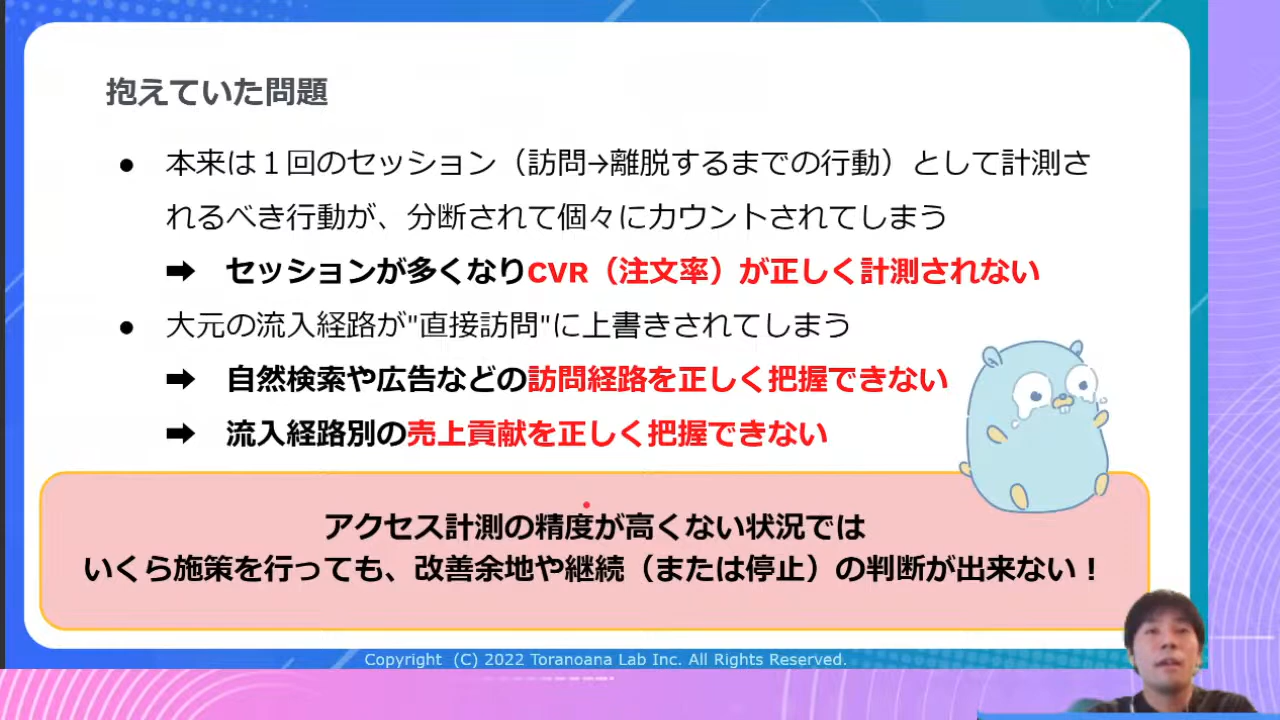 抱えていた問題
● 本来は１回のセッション（訪問→離脱するまでの行動）として計測さ
れるべき行動が、分断されて個々にカウントされてしまう
➡ セッションが多くなりCVR（注文率）が正しく計測されない
● 大元の流入経路が"直接訪問"に上書きされてしまう
➡ 自然検索や広告などの訪問経路を正しく把握できない
➡ 流入経路別の売上貢献を正しく把握できない
アクセス計測の精度が高くない状況では
いくら施策を行っても、改善余地や継続（または停止）の判断が出来ない！
Copyright (C) 2022 Toranoana Lab Inc. All Rights Reserved.